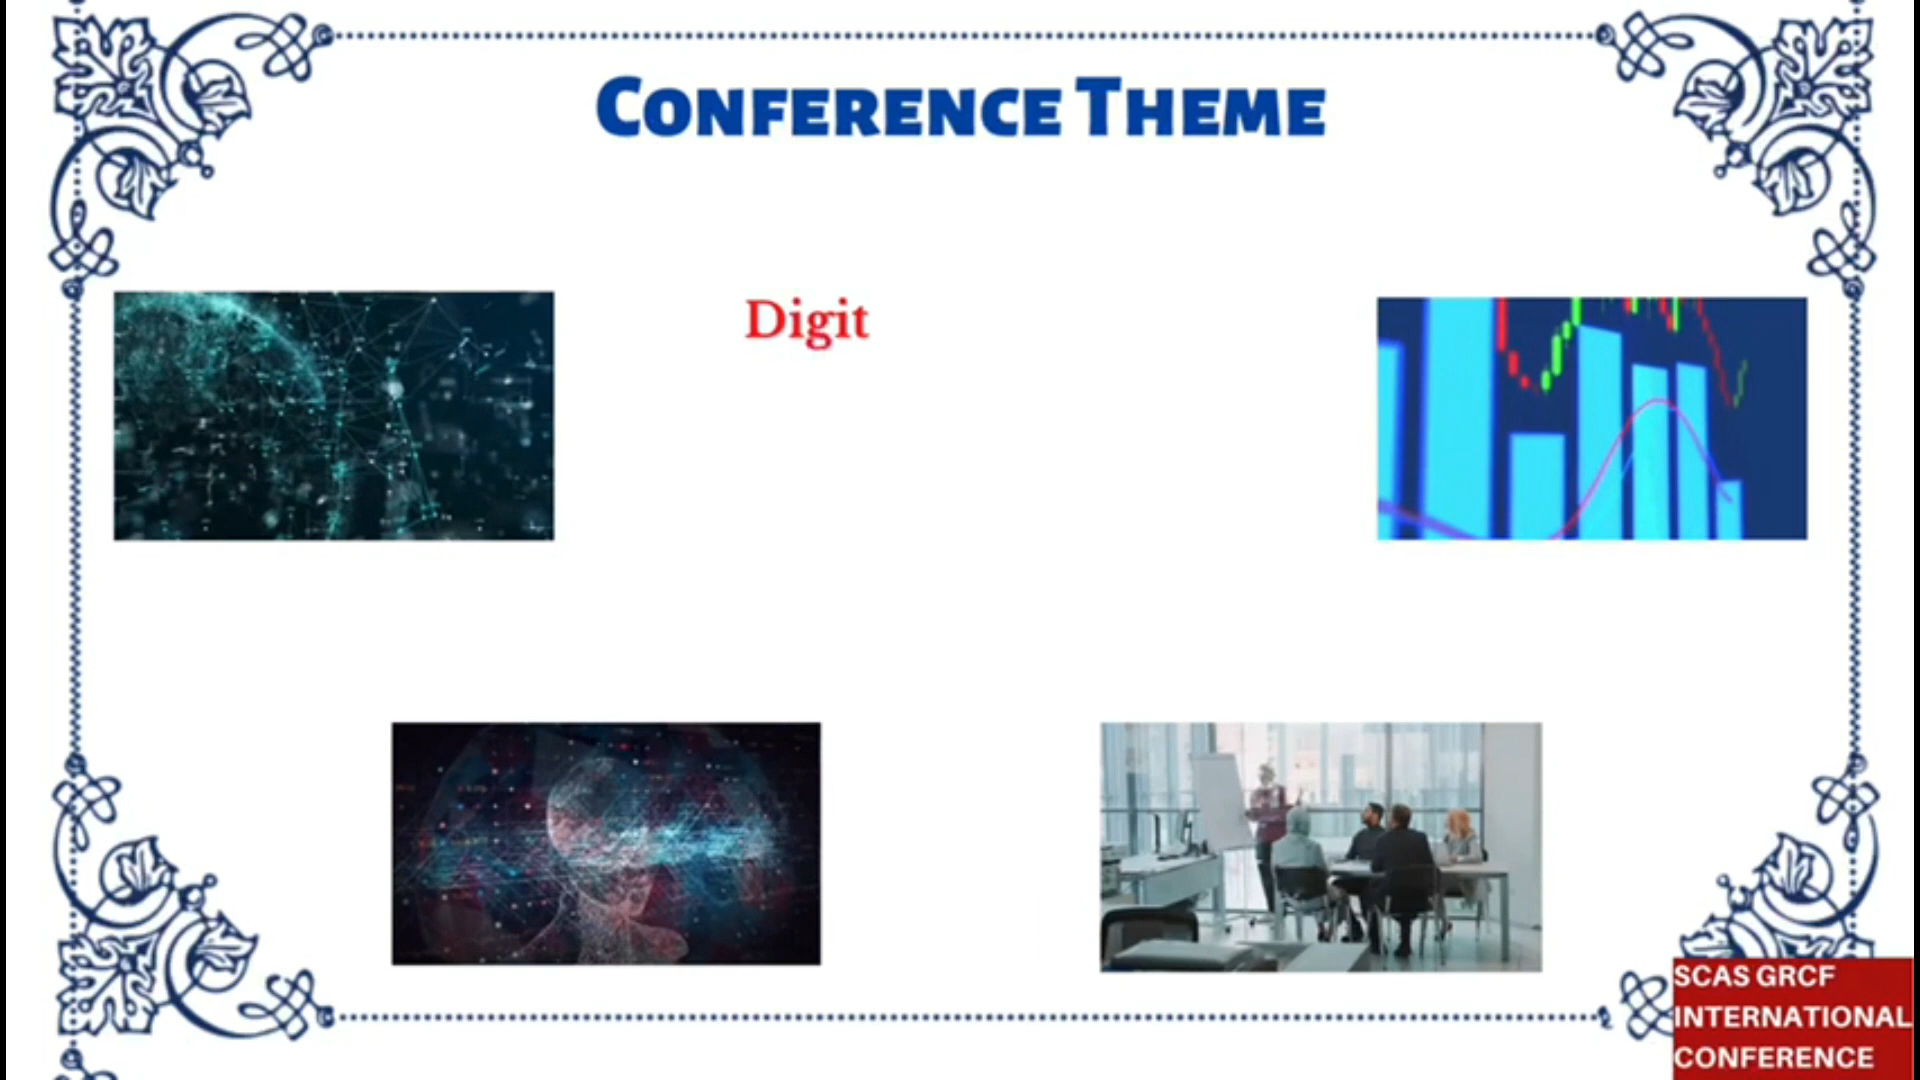 CONFERENCE THEME
Digit
SCAS GRCF
INTERNATIONAL
CONFERENCE